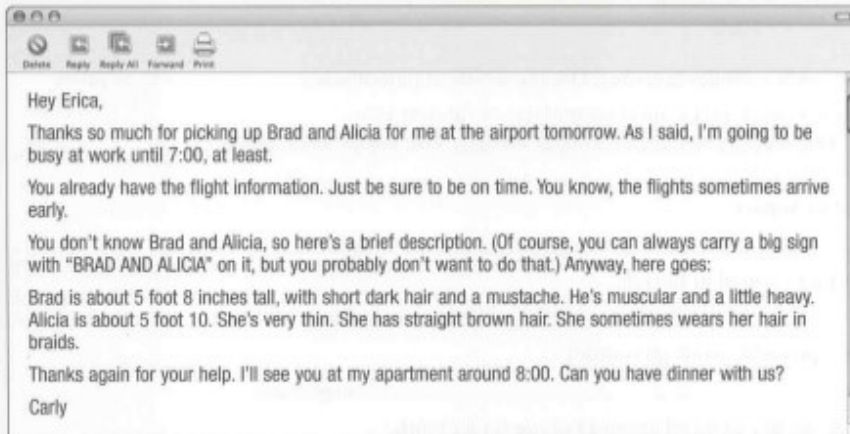 Delete Reply Reply All Forward Print
Hey Erica,
Thanks so much for picking up Brad and Alicia for me at the airport tomorrow. As I said, I'm going to be
busy at work until 7:00, at least.
You already have the flight information. Just be sure to be on time. You know, the flights sometimes arrive
early.
You don't know Brad and Alicia, so here's a brief description. (Of course, you can always carry a big sign
with "BRAD AND ALICIA" on it, but you probably don't want to do that.) Anyway, here goes:
Brad is about 5 foot 8 inches tall, with short dark hair and a mustache. He's muscular and a little heavy.
Alicia is about 5 foot 10. She's very thin. She has straight brown hair. She sometimes wears her hair in
braids.
Thanks again for your help. I'll see you at my apartment around 8:00. Can you have dinner with us?
Carly